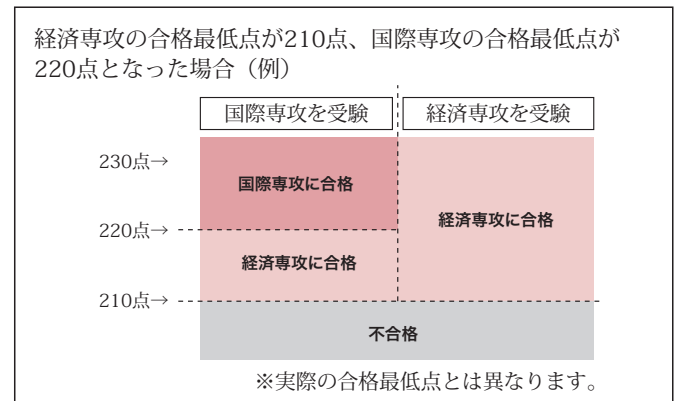 経済専攻の合格最低点が210点、国際専攻の合格最低点が
220点となった場合（例）
国際専攻を受験 経済専攻を受験
230点→
国際専攻に合格
経済専攻に合格
220点→
経済専攻に合格
210点→
不合格
※実際の合格最低点とは異なります。